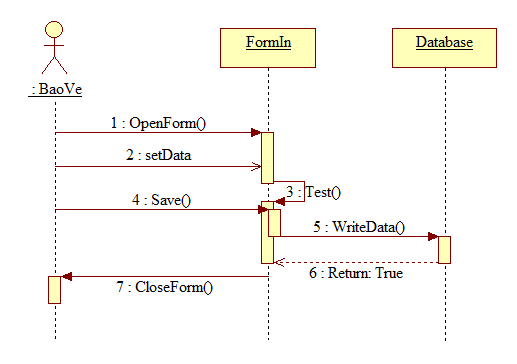 FormIn
Database
: BaoVe
1 : OpenForm()
2 : setData
3 : Test()
4 : Save()
5 : WriteData()
6 : Return: True
7 : CloseForm()